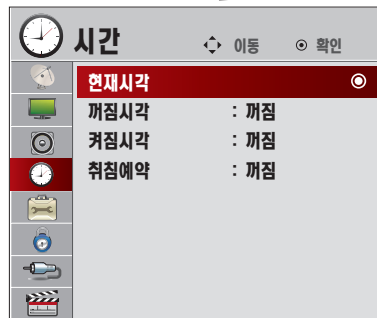 시간 이동 확인
현재시각
꺼짐시각 : 꺼짐
켜짐시각 : 꺼짐
취침예약 : 꺼짐